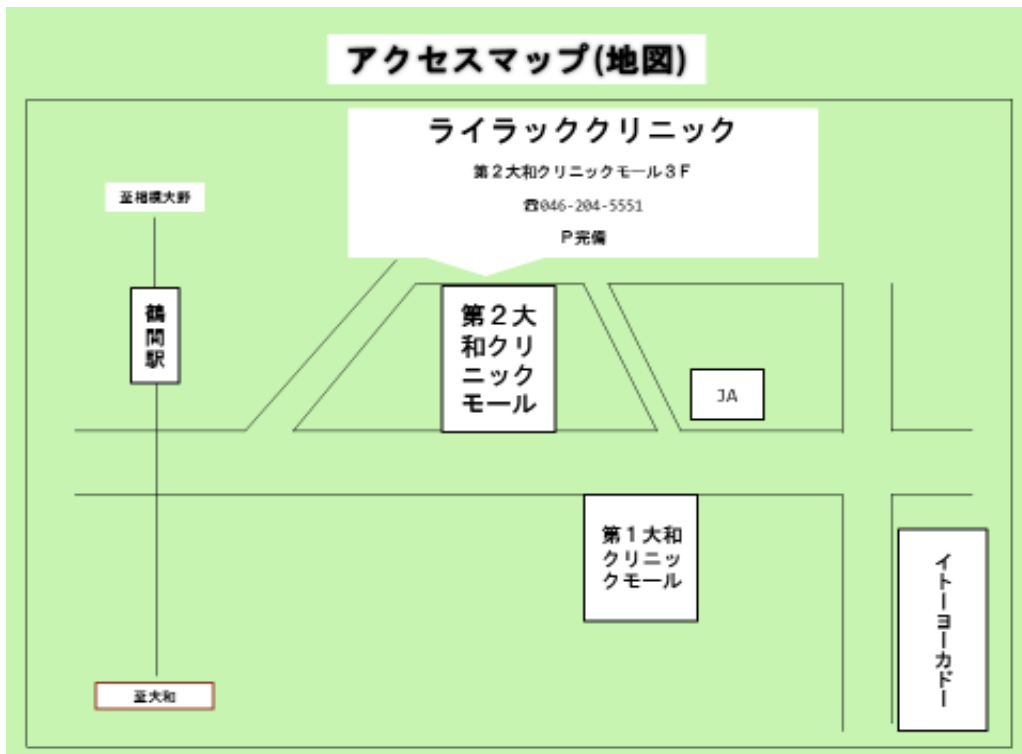 アクセスマップ(地図)
ライラッククリニック
第2大和クリニックモール3F
☎046-204-5551
P完備
至相模大野
鶴
間
駅
第2大
和クリ
ニック
モール
JA
第1大和
クリニッ
クモール
イトーヨーカドー
至大和